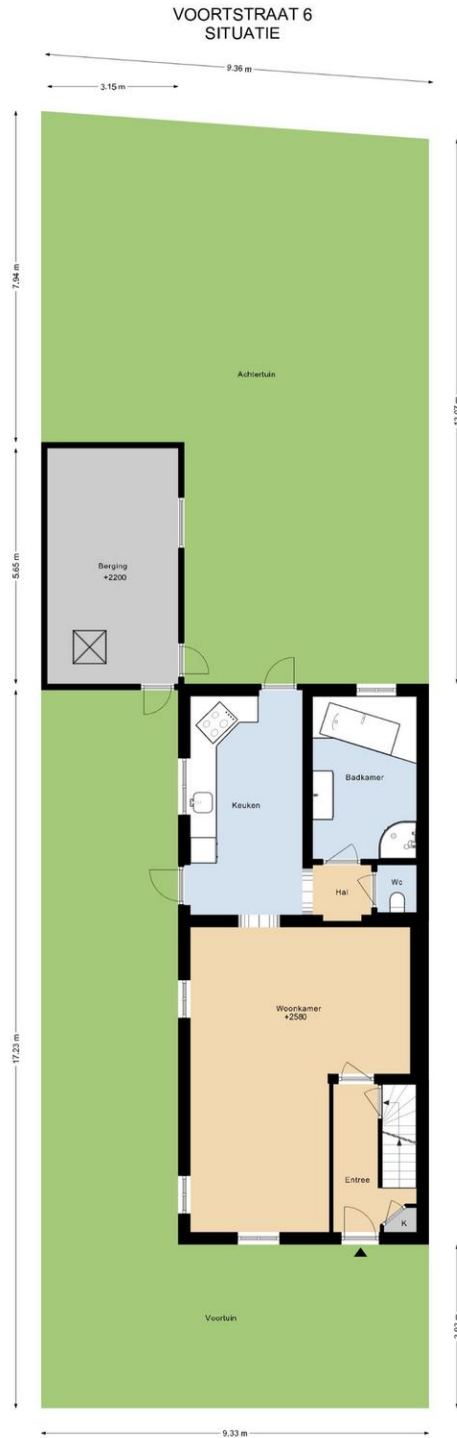 VOORTSTRAAT 6
SITUATIE
9.36 m
3.15 m
7.94 m
Achtertuin
5.65 m
Berging
+2200
Keuken
Badkamer
Hal
Wc
Woonkamer
+2580
17.23 m
Entree
K
Voortuin
9.33 m